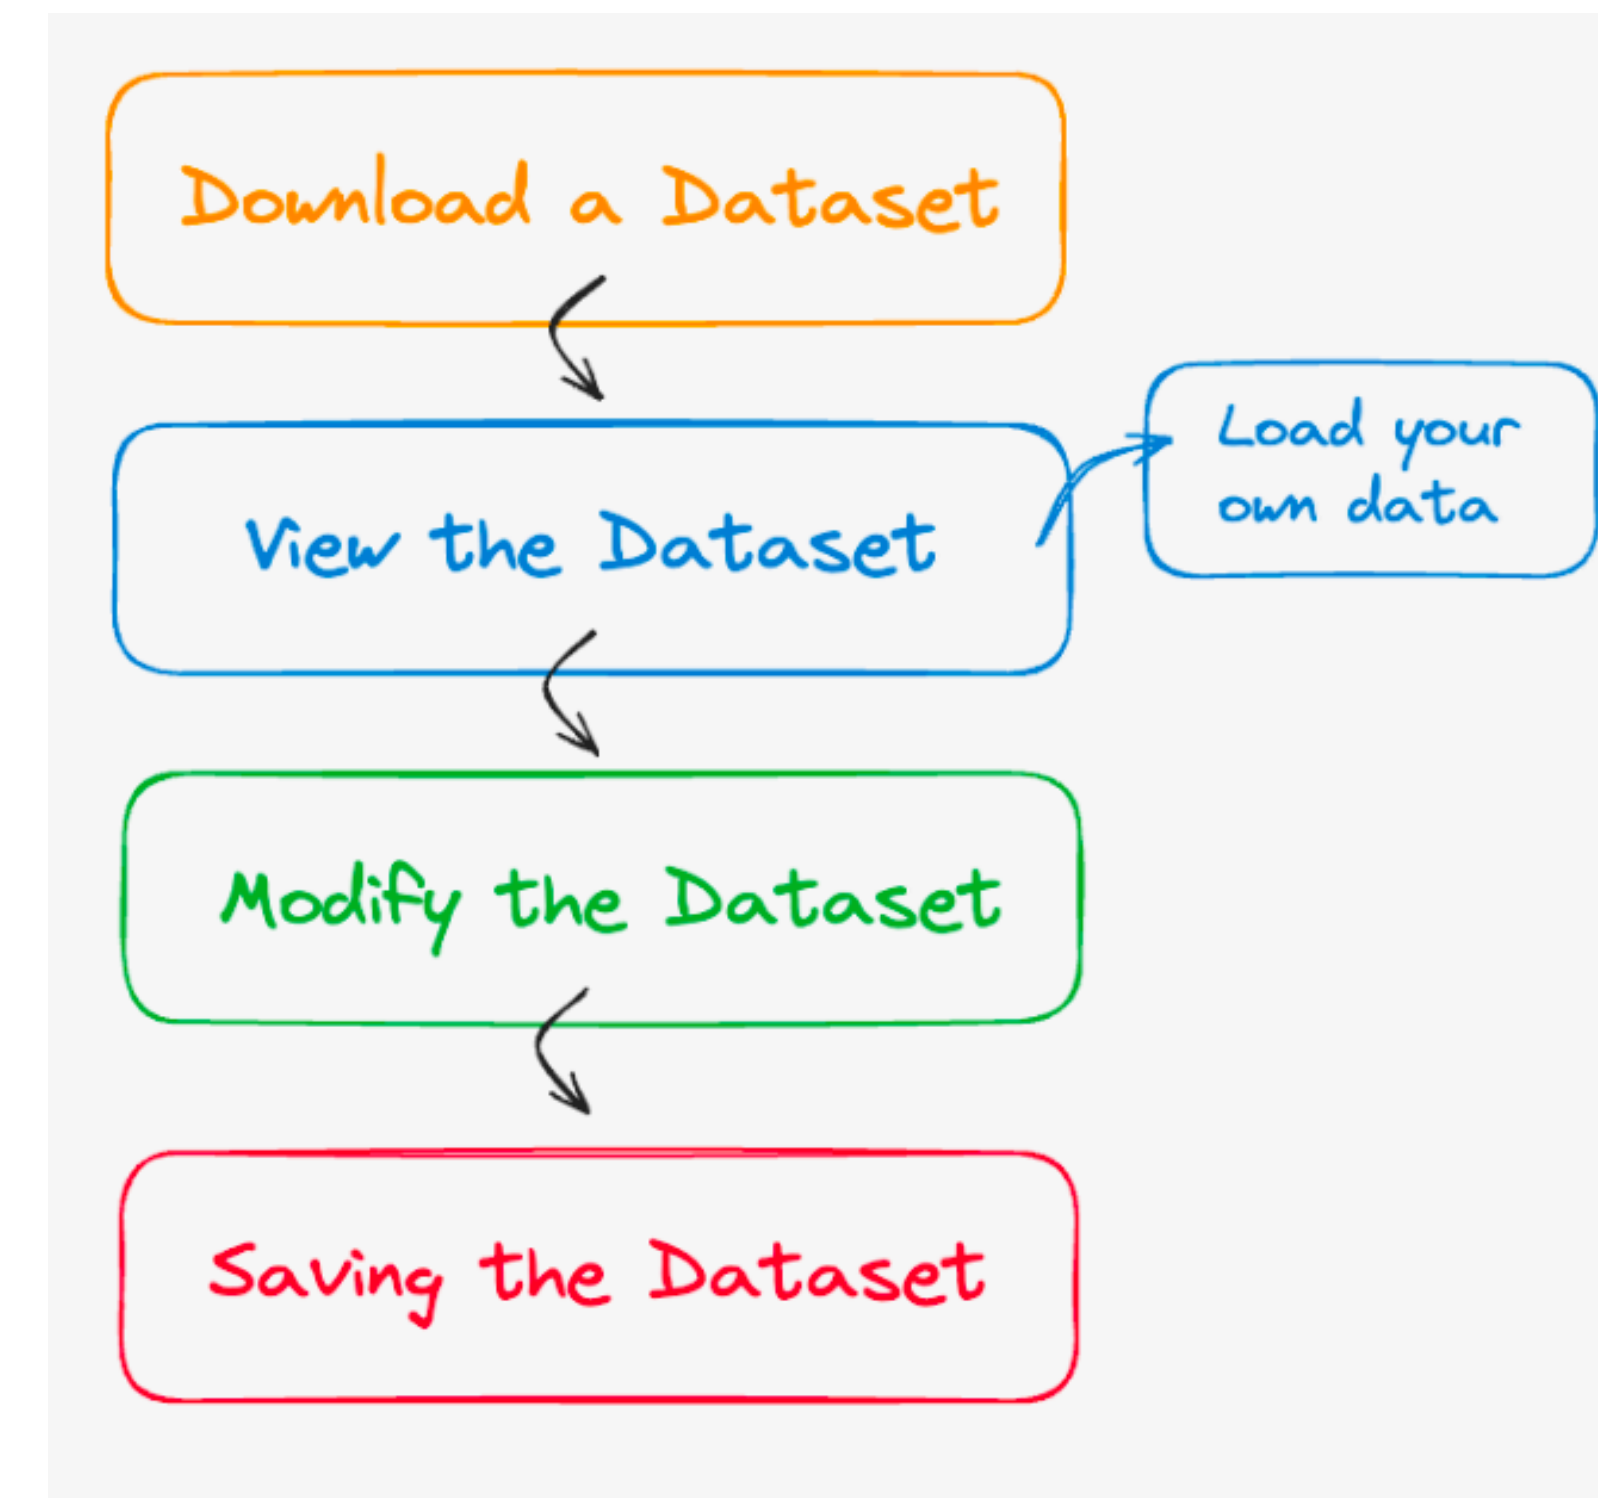 Download a Dataset
View the Dataset
Load your
own data
Modify the Dataset
Saving the Dataset